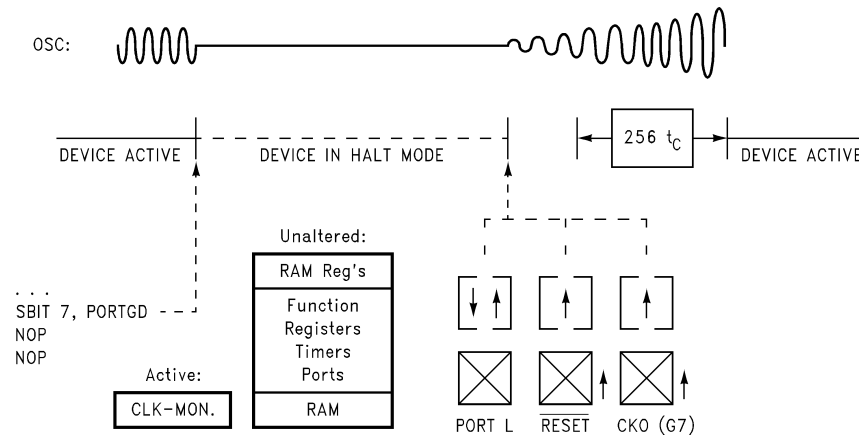 OSC:
256 tC
DEVICE ACTIVE
DEVICE IN HALT MODE
DEVICE ACTIVE
Unaltered:
RAM Reg's
Function
Registers
Timers
Ports
RAM
. . .
SBIT 7, PORTGD
NOP
NOP
Active:
CLK-MON.
PORT L
RESET
CKO (G7)